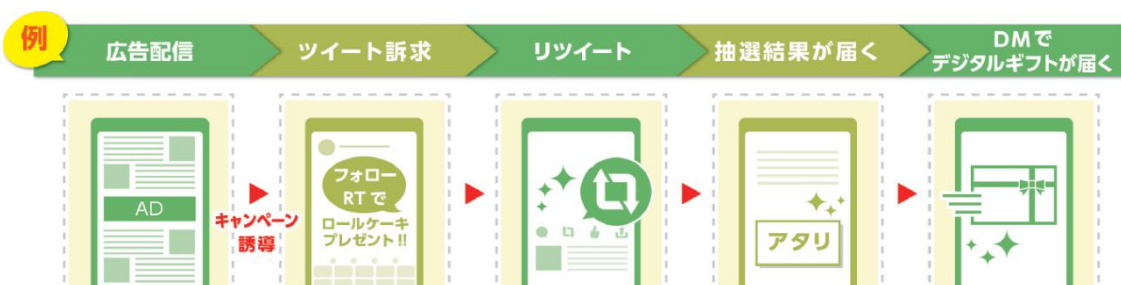 例
広告配信
ツイート訴求
リツイート
抽選結果が届く
DMで
デジタルギフトが届く
AD
キャンペーン
誘導
フォロー
RTで
ロールケーキ
プレゼント!!
アタリ